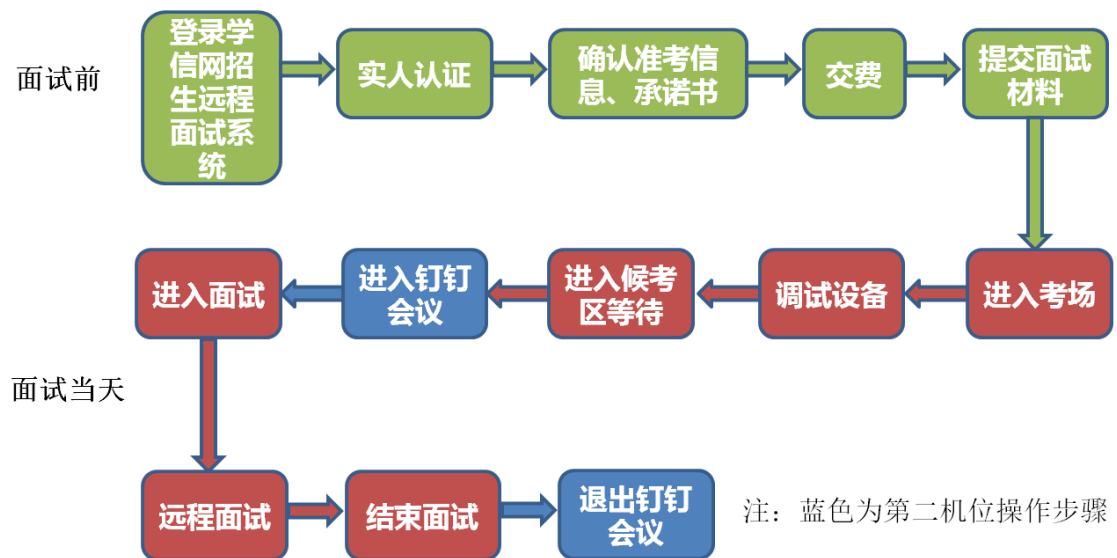 面试前
登录学
信网招
生远程
面试系
统
实人认证
确认准考信
息、承诺书
交费
提交面试
材料
进入面试
进入钉钉
会议
进入候考
区等待
调试设备
进入考场
面试当天
远程面试
结束面试
退出钉钉
会议
注：蓝色为第二机位操作步骤